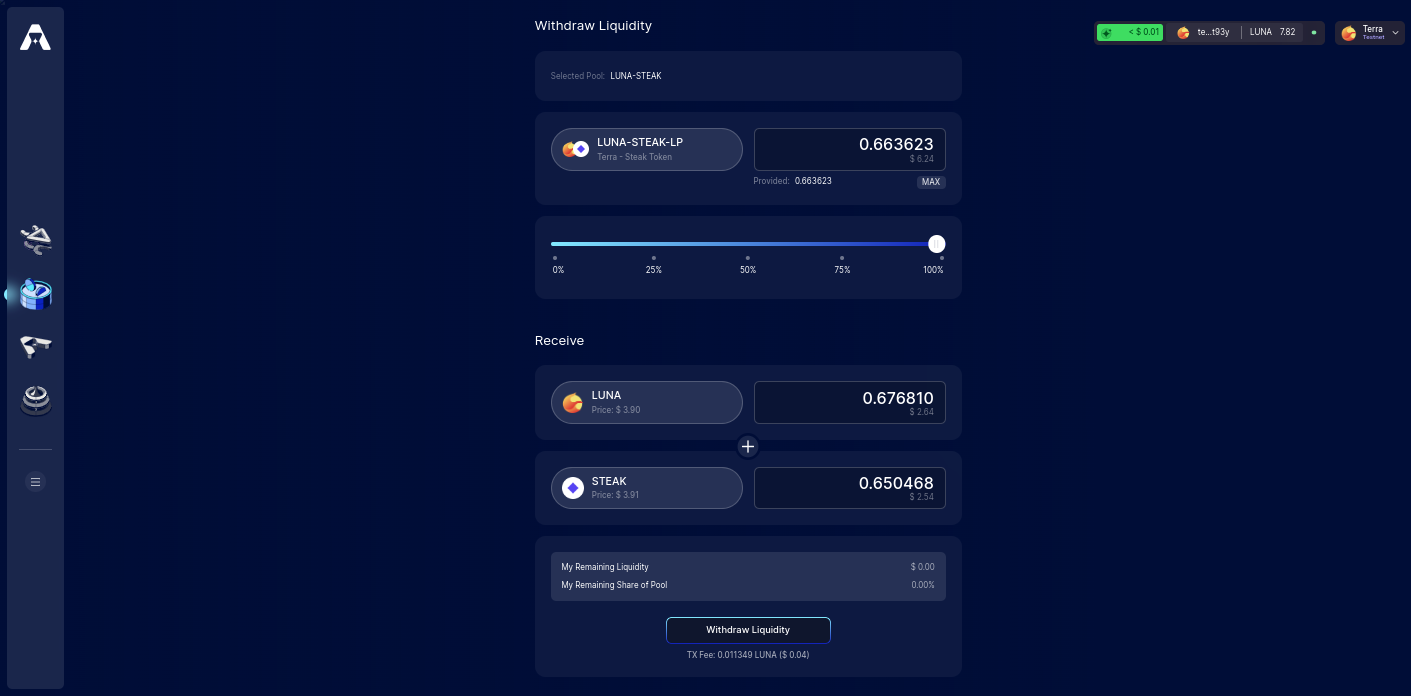 Withdraw Liquidity
< $ 0.01
te...t93y
LUNA 7.82
Terra
Testnet
Selected Pool: LUNA-STEAK
LUNA-STEAK-LP
Terra - Steak Token
0.663623
$ 6.24
Provided: 0.663623
MAX
0% 25% 50% 75% 100%
Receive
LUNA
Price: $ 3.90
0.676810
$ 2.64
STEAK
Price: $ 3.91
0.650468
$ 2.54
My Remaining Liquidity $ 0.00
My Remaining Share of Pool 0.00%
Withdraw Liquidity
TX Fee: 0.011349 LUNA ($ 0.04)